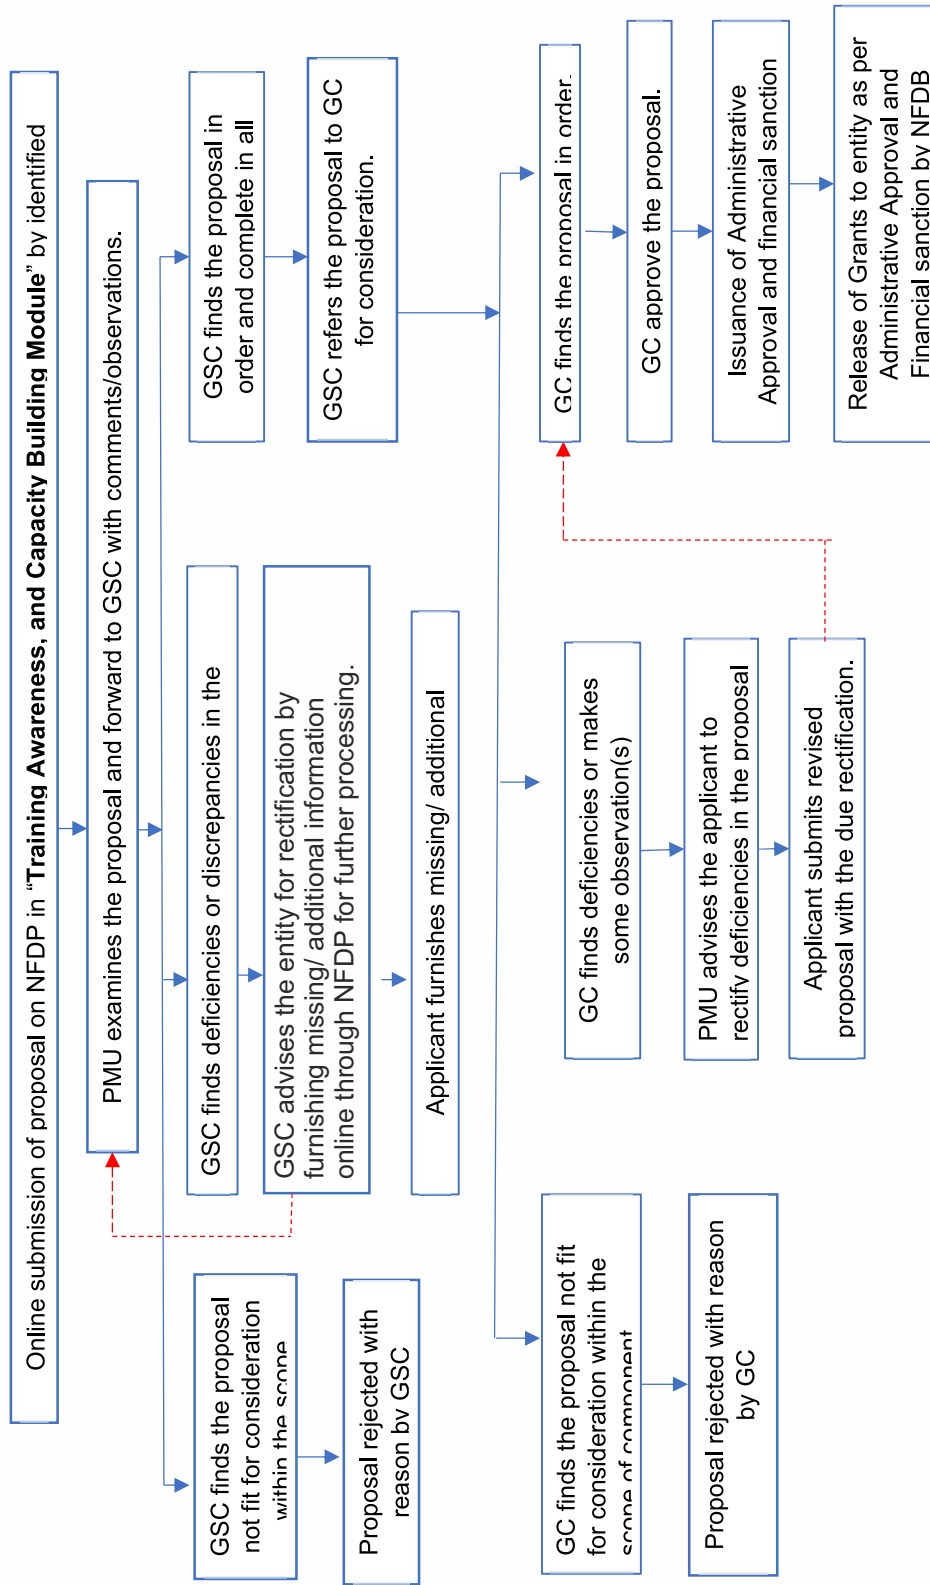 Online submission of proposal on NFDP in “Training Awareness, and Capacity Building Module” by identified
PMU examines the proposal and forward to GSC with comments/observations.
GSC finds the proposal
not fit for consideration
within the scope
Proposal rejected with
reason by GSC
GSC finds deficiencies or discrepancies in the
GSC advises the entity for rectification by
furnishing missing/ additional information
online through NFDP for further processing.
Applicant furnishes missing/ additional
GSC finds the proposal in
order and complete in all
GSC refers the proposal to GC
for consideration.
GC finds the proposal not fit
for consideration within the
scope of component
Proposal rejected with reason
by GC
GC finds deficiencies or makes
some observation(s)
PMU advises the applicant to
rectify deficiencies in the proposal
Applicant submits revised
proposal with the due rectification.
GC finds the proposal in order.
GC approve the proposal.
Issuance of Administrative
Approval and financial sanction
Release of Grants to entity as per
Administrative Approval and
Financial sanction by NFDB